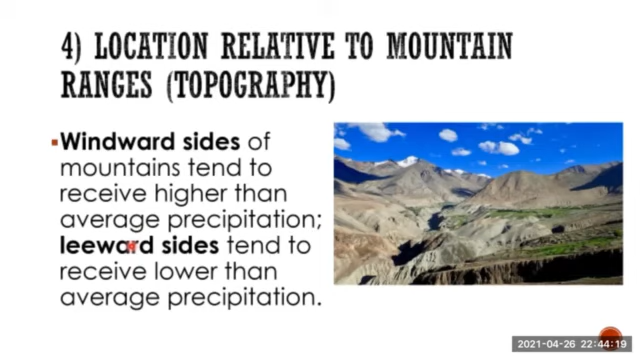 4) LOCATION RELATIVE TO MOUNTAIN
RANGES (TOPOGRAPHY)
Windward sides of
mountains tend to
receive higher than
average precipitation;
leeward sides tend to
receive lower than
average precipitation.
2021-04-26 22:44:19